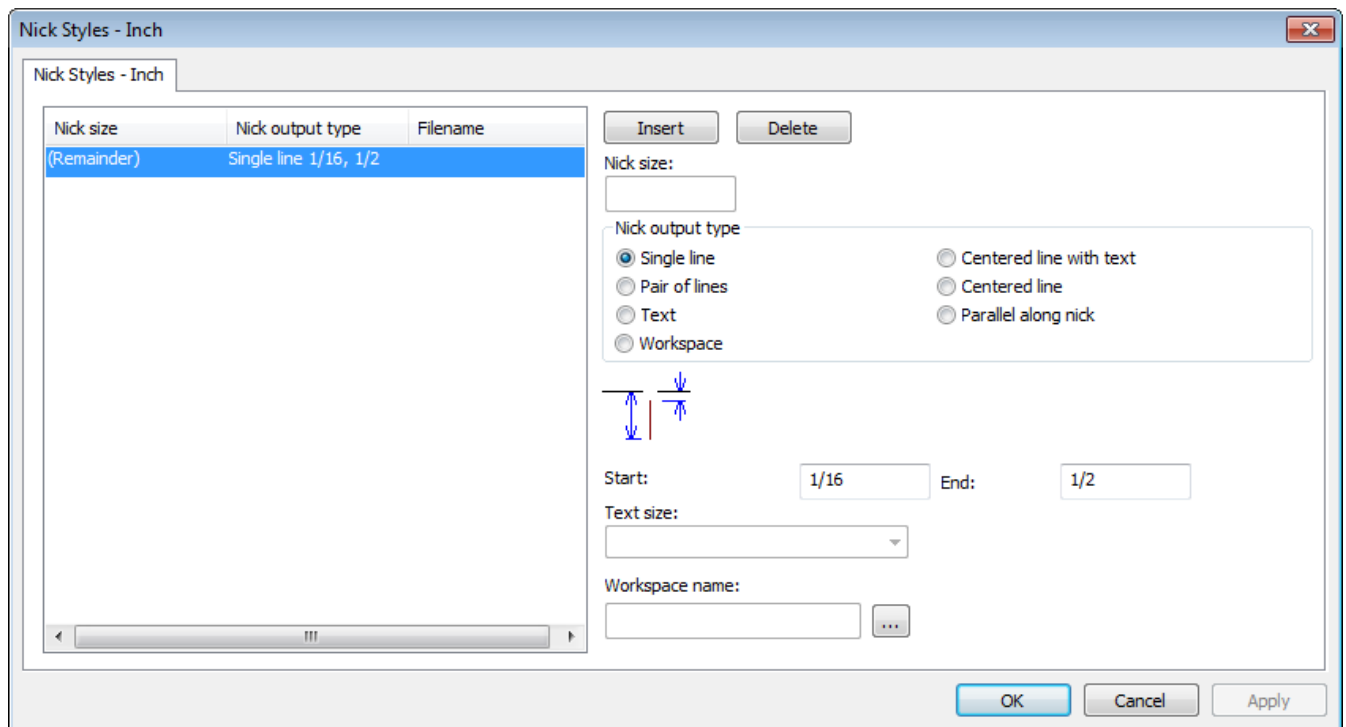 Nick Styles - Inch
Nick Styles - Inch
Nick size Nick output type Filename
(Remainder) Single line 1/16, 1/2
Insert Delete
Nick size:
Nick output type
Single line Centered line with text
Pair of lines Centered line
Text Parallel along nick
Workspace
Start: 1/16 End: 1/2
Text size:
Workspace name:
...
OK Cancel Apply